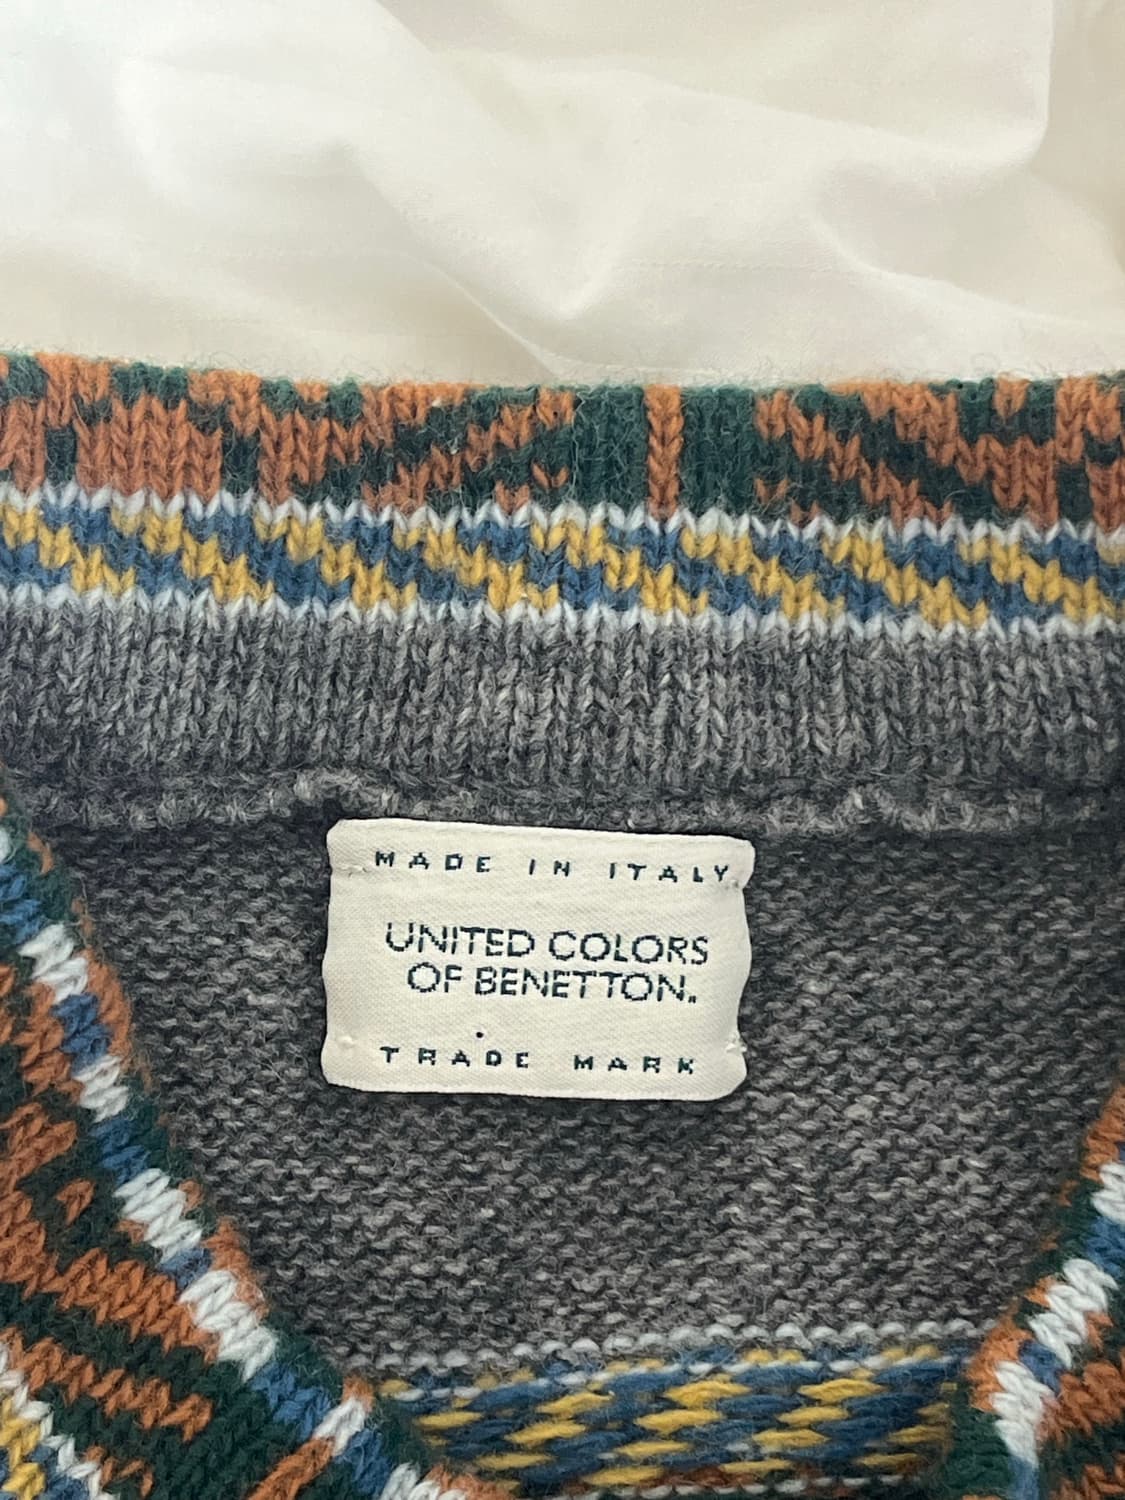 MADE IN ITALY
UNITED COLORS
OF BENETTON.
TRADE MARK